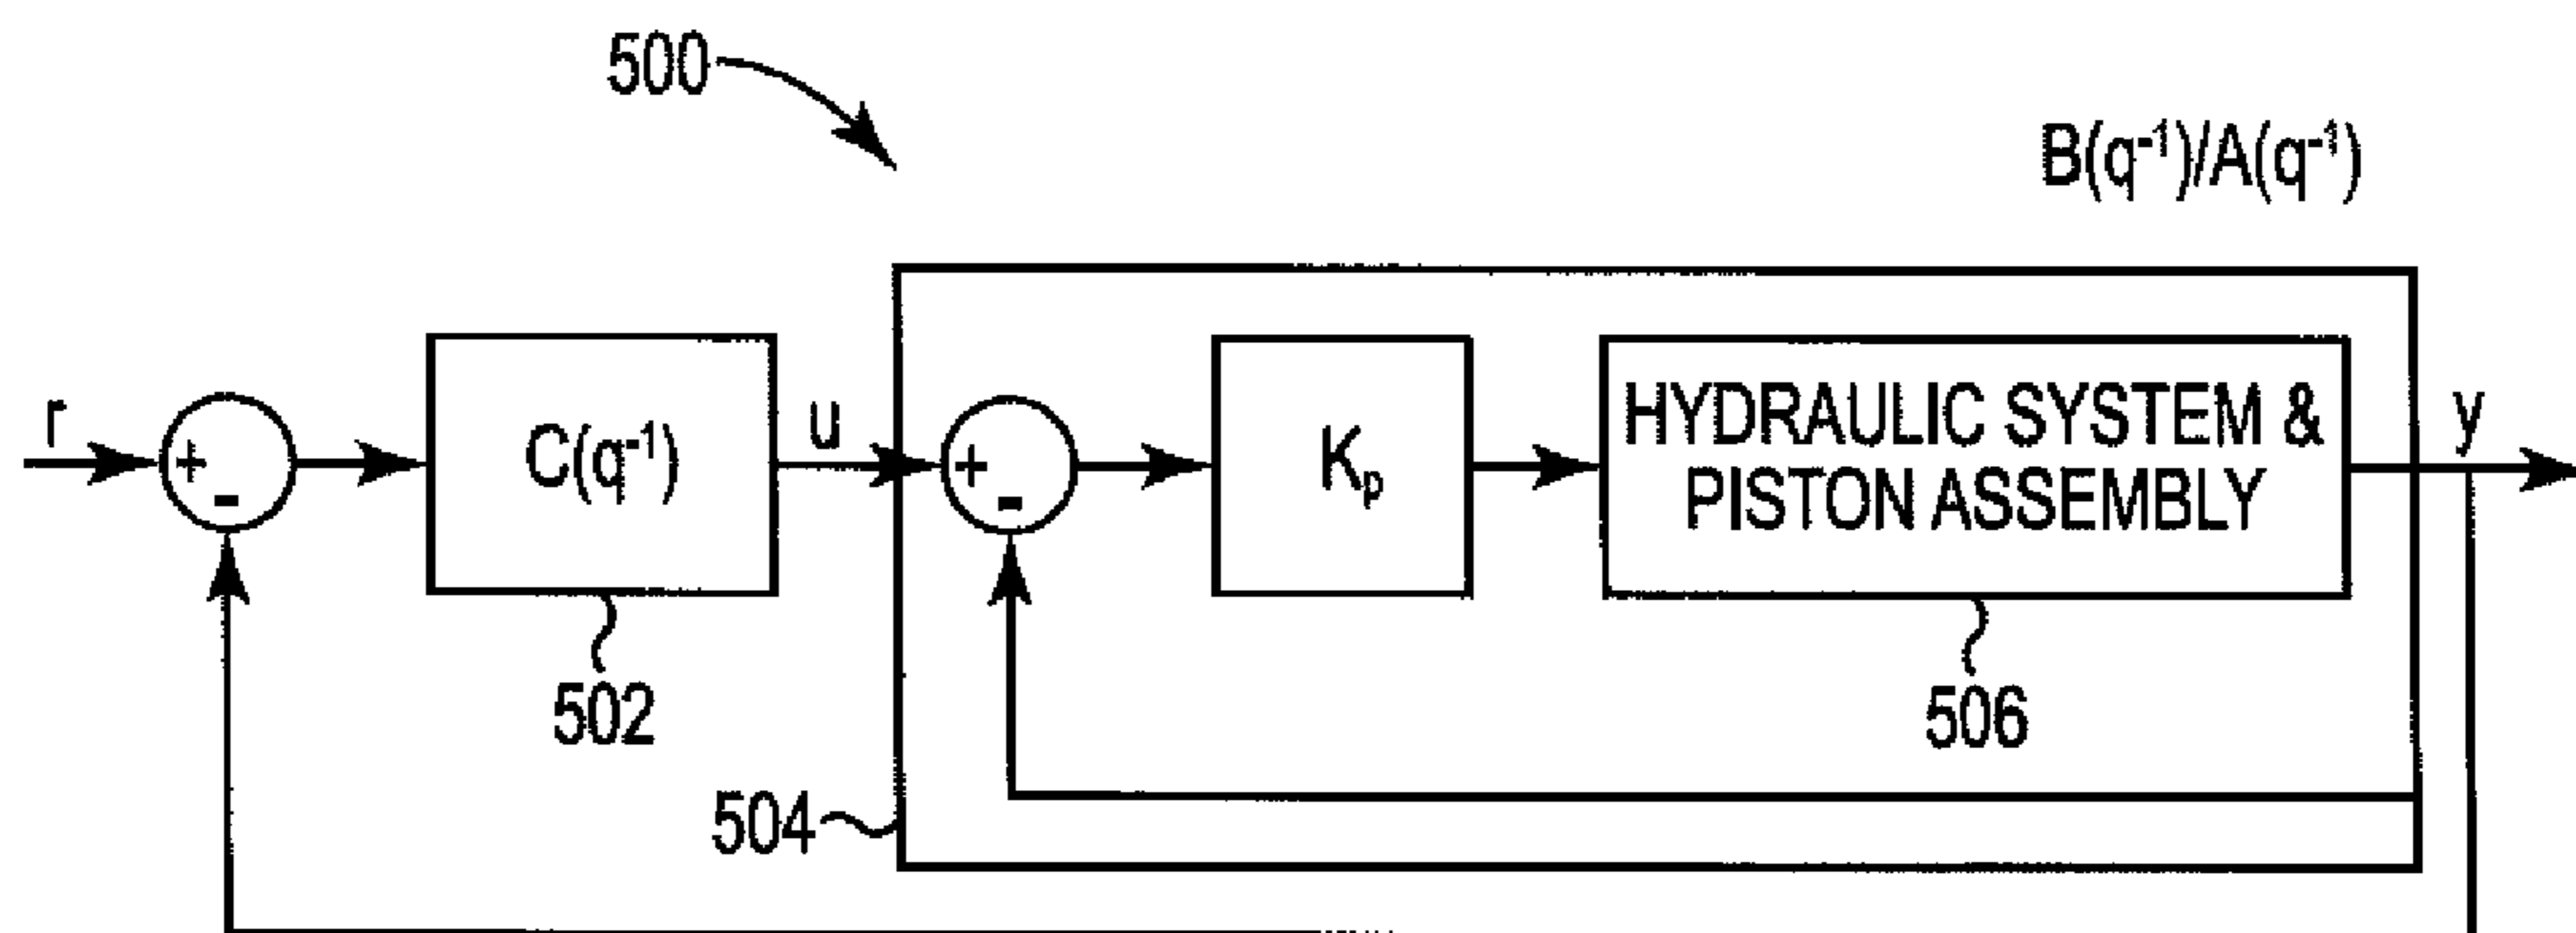 500
B(q⁻¹)/A(q⁻¹)
r
+
-
C(q⁻¹)
u
+
-
Kₚ
HYDRAULIC SYSTEM &
PISTON ASSEMBLY
y
502
504
506